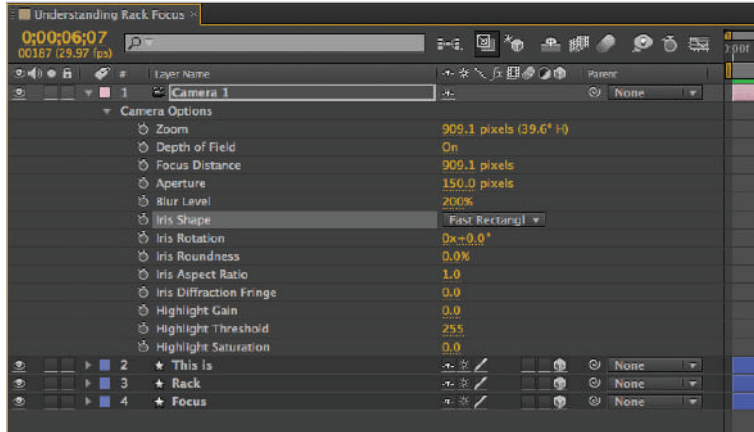 Understanding Rack Focus ×
0;00;06;07
00187 (29.97 fps)
# Layer Name Parent
1 Camera 1 None
Camera Options
Zoom 909.1 pixels (39.6° H)
Depth of Field On
Focus Distance 909.1 pixels
Aperture 150.0 pixels
Blur Level 200%
Iris Shape Fast Rectangl
Iris Rotation 0x+0.0°
Iris Roundness 0.0%
Iris Aspect Ratio 1.0
Iris Diffraction Fringe 0.0
Highlight Gain 0.0
Highlight Threshold 255
Highlight Saturation 0.0
2 This is None
3 Rack None
4 Focus None